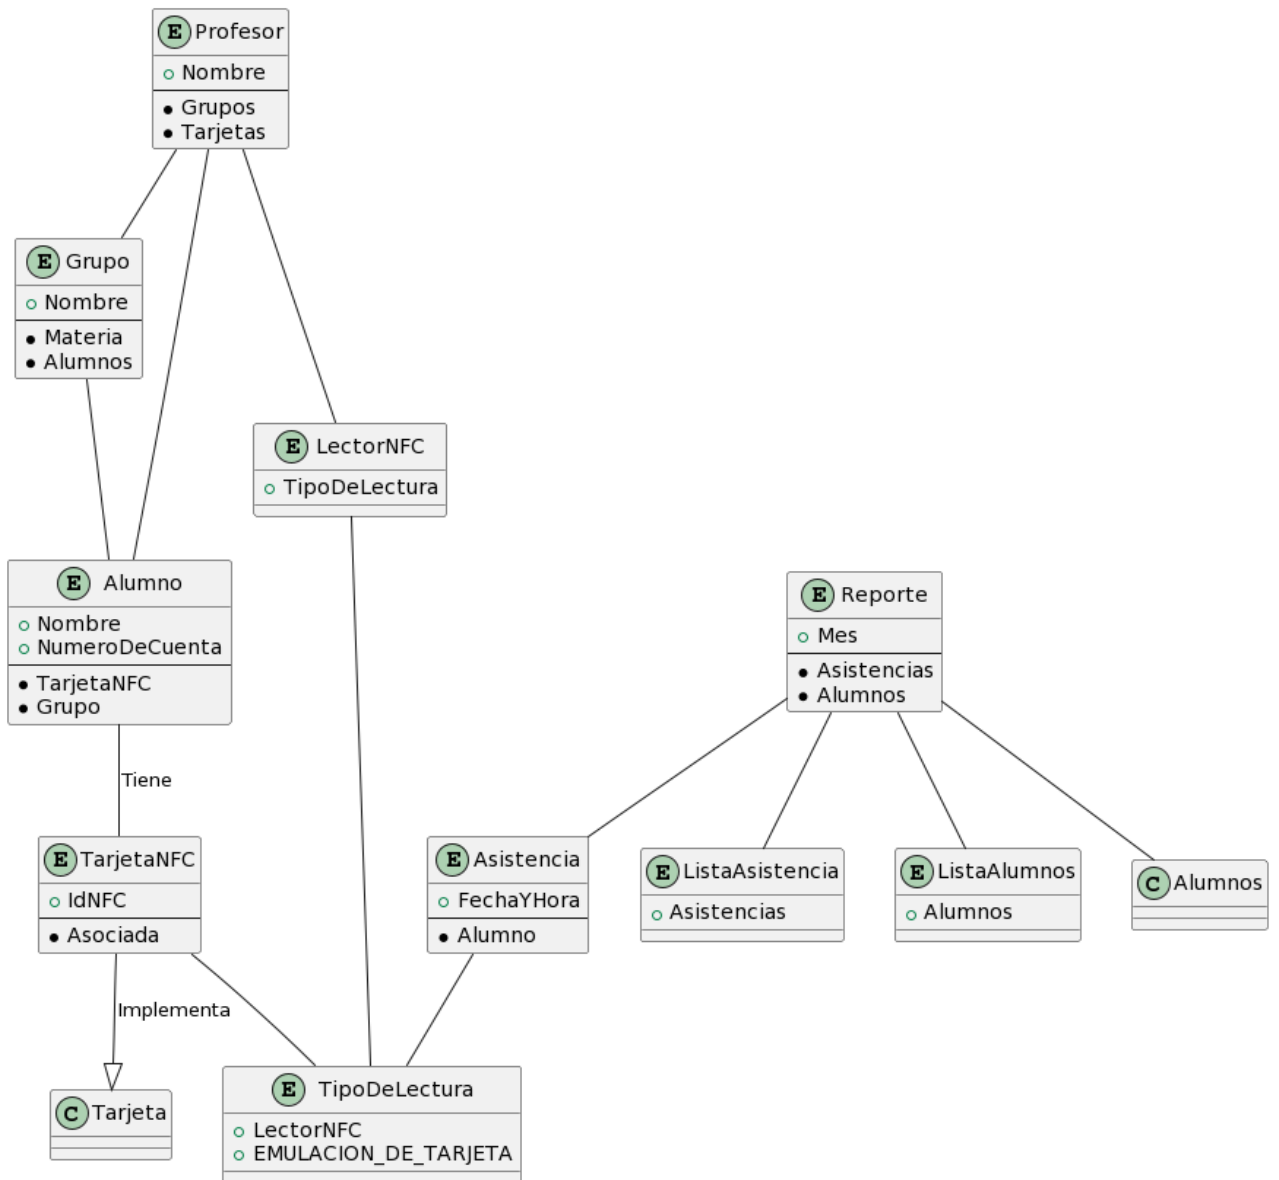 E Profesor
Nombre
Grupos
Tarjetas
E Grupo
Nombre
Materia
Alumnos
E LectorNFC
TipoDeLectura
E Alumno
Nombre
NumeroDeCuenta
TarjetaNFC
Grupo
E Reporte
Mes
Asistencias
Alumnos
Tiene
E TarjetaNFC
IdNFC
Asociada
E Asistencia
FechaYHora
Alumno
E ListaAsistencia
Asistencias
E ListaAlumnos
Alumnos
C Alumnos
Implementa
C Tarjeta
E TipoDeLectura
LectorNFC
EMULACION_DE_TARJETA